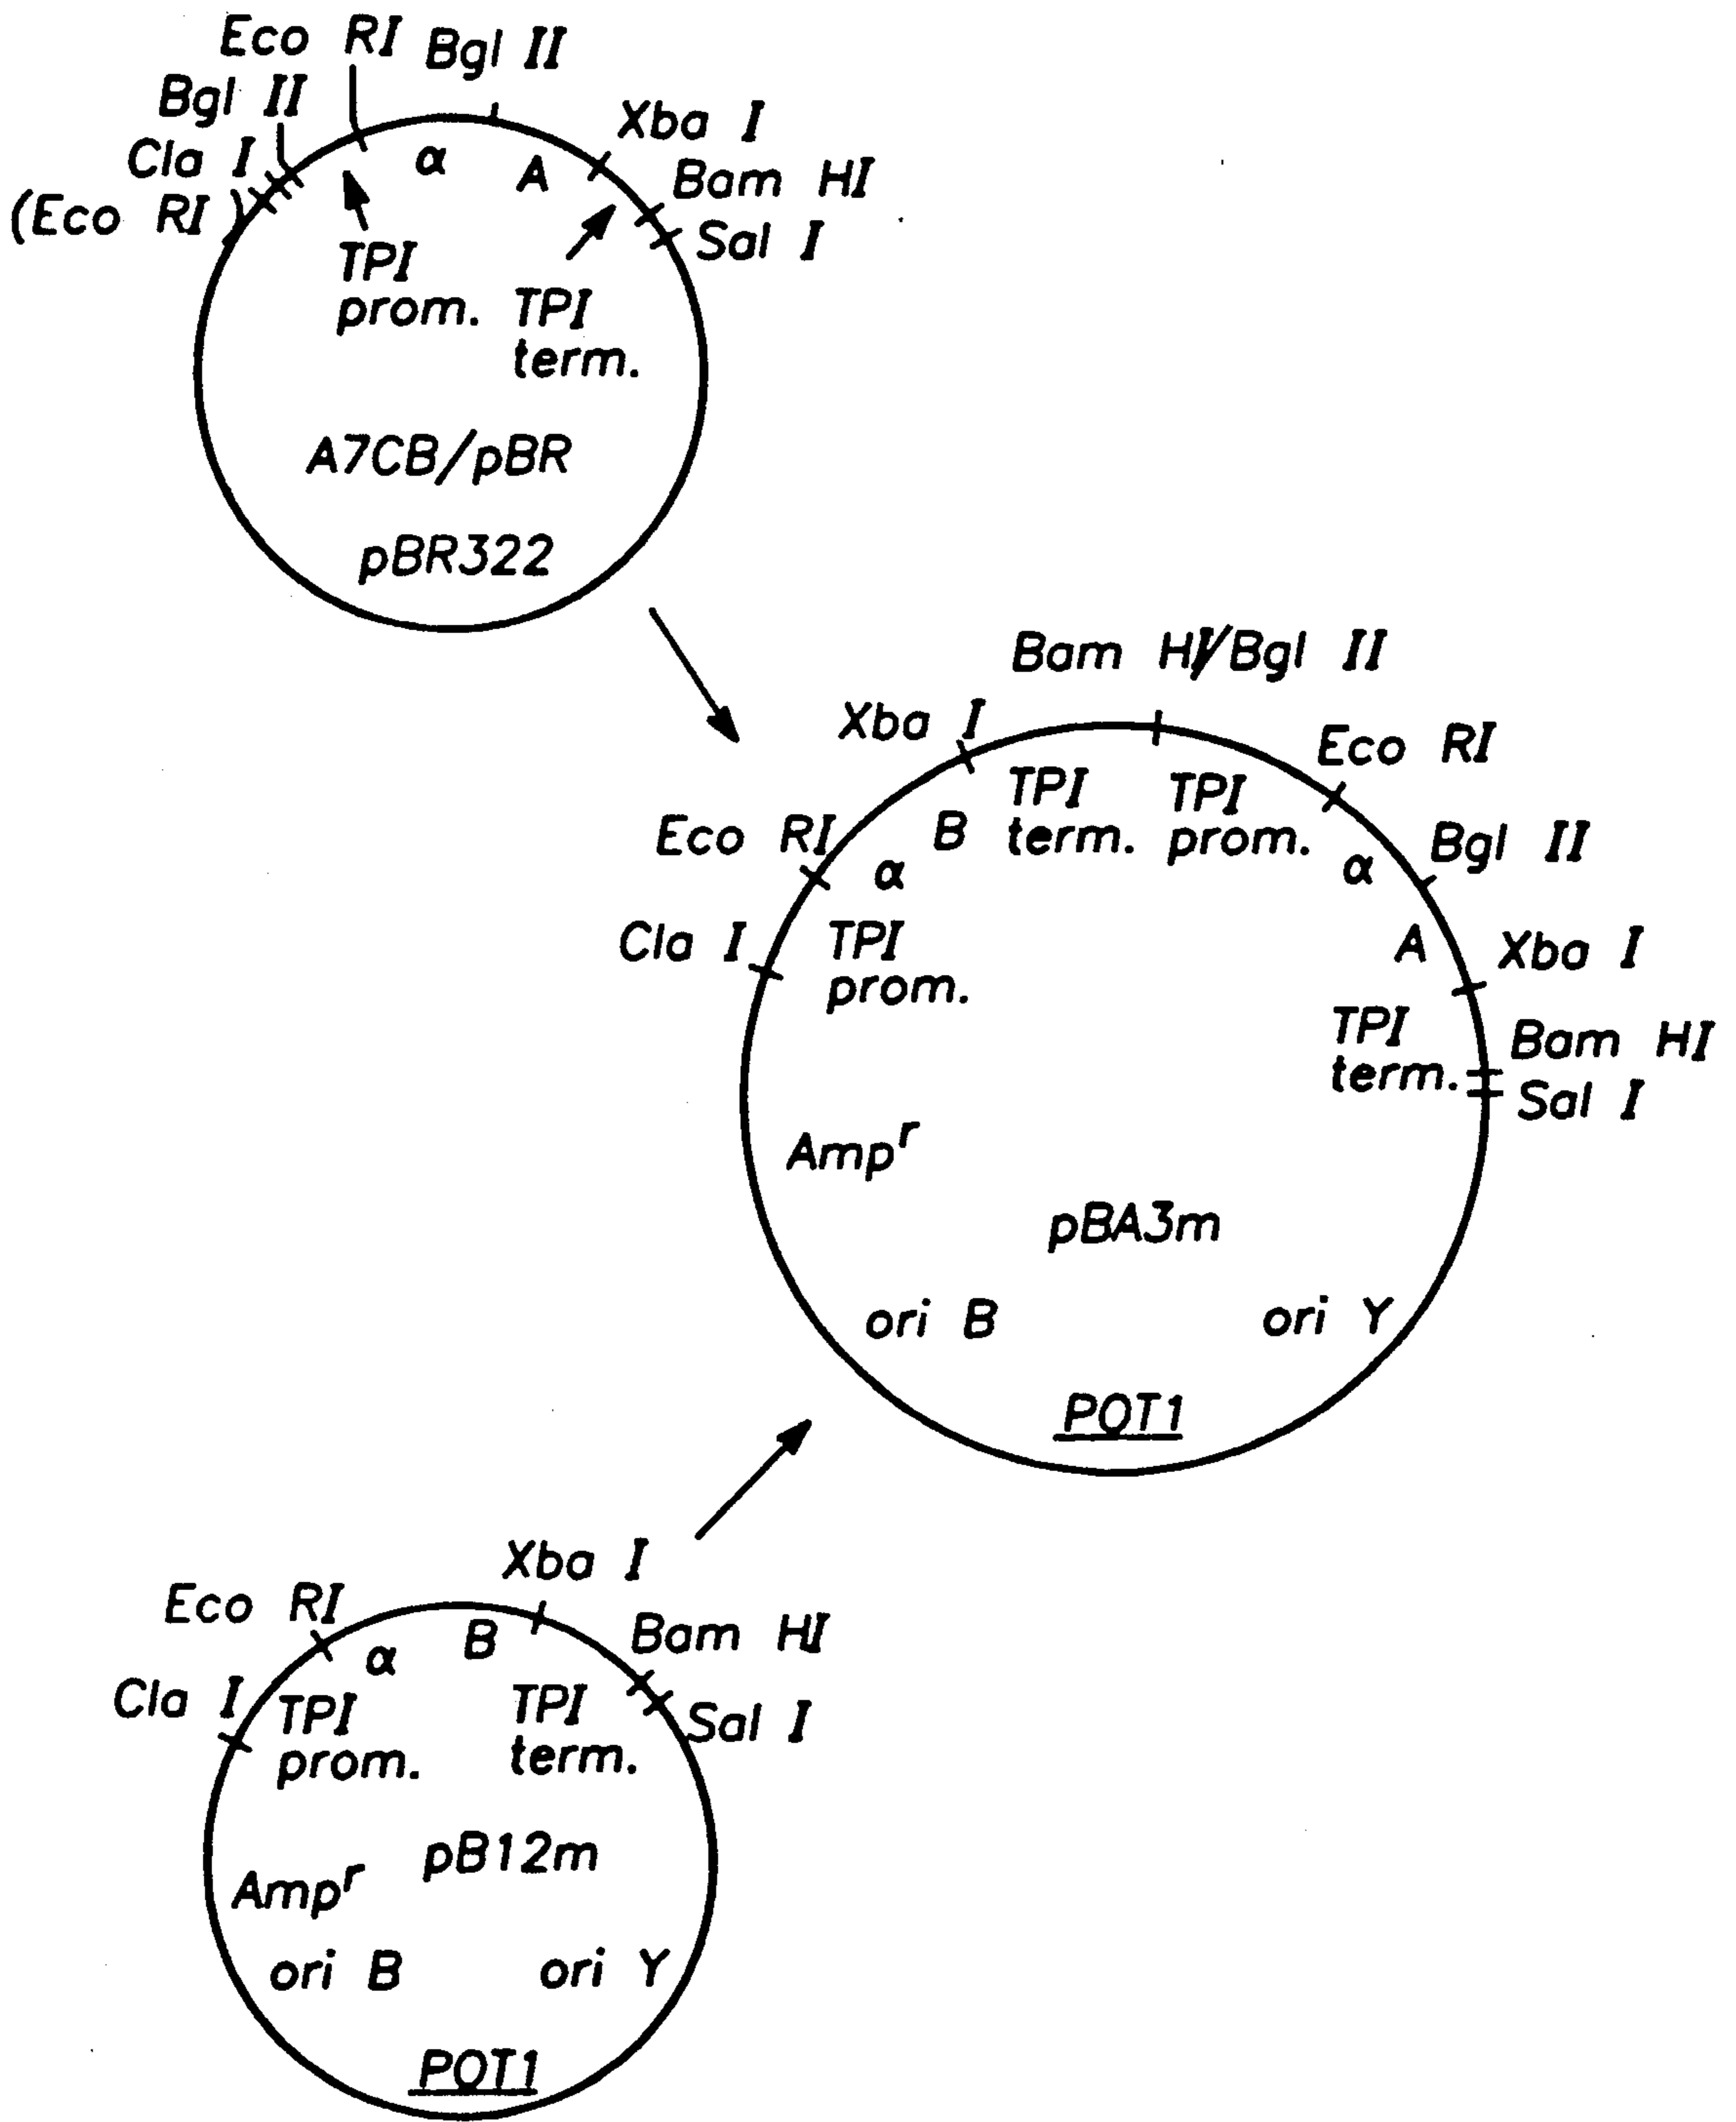 Eco RI
Bgl II
Bgl II
Xba I
Cla I
Bam HI
(Eco RI)
Sal I
α
A
TPI
prom.
TPI
term.
A7CB/pBR
pBR322
Bam HI/Bgl II
Xba I
Eco RI
TPI
term.
TPI
prom.
Eco RI
B
α
α
Bgl II
Cla I
TPI
prom.
A
Xba I
TPI
term.
Bam HI
Sal I
Ampʳ
pBA3m
ori B
ori Y
POT1
Xba I
Eco RI
α
B
Bam HI
Cla I
TPI
prom.
TPI
term.
Sal I
pB12m
Ampʳ
ori B
ori Y
POT1